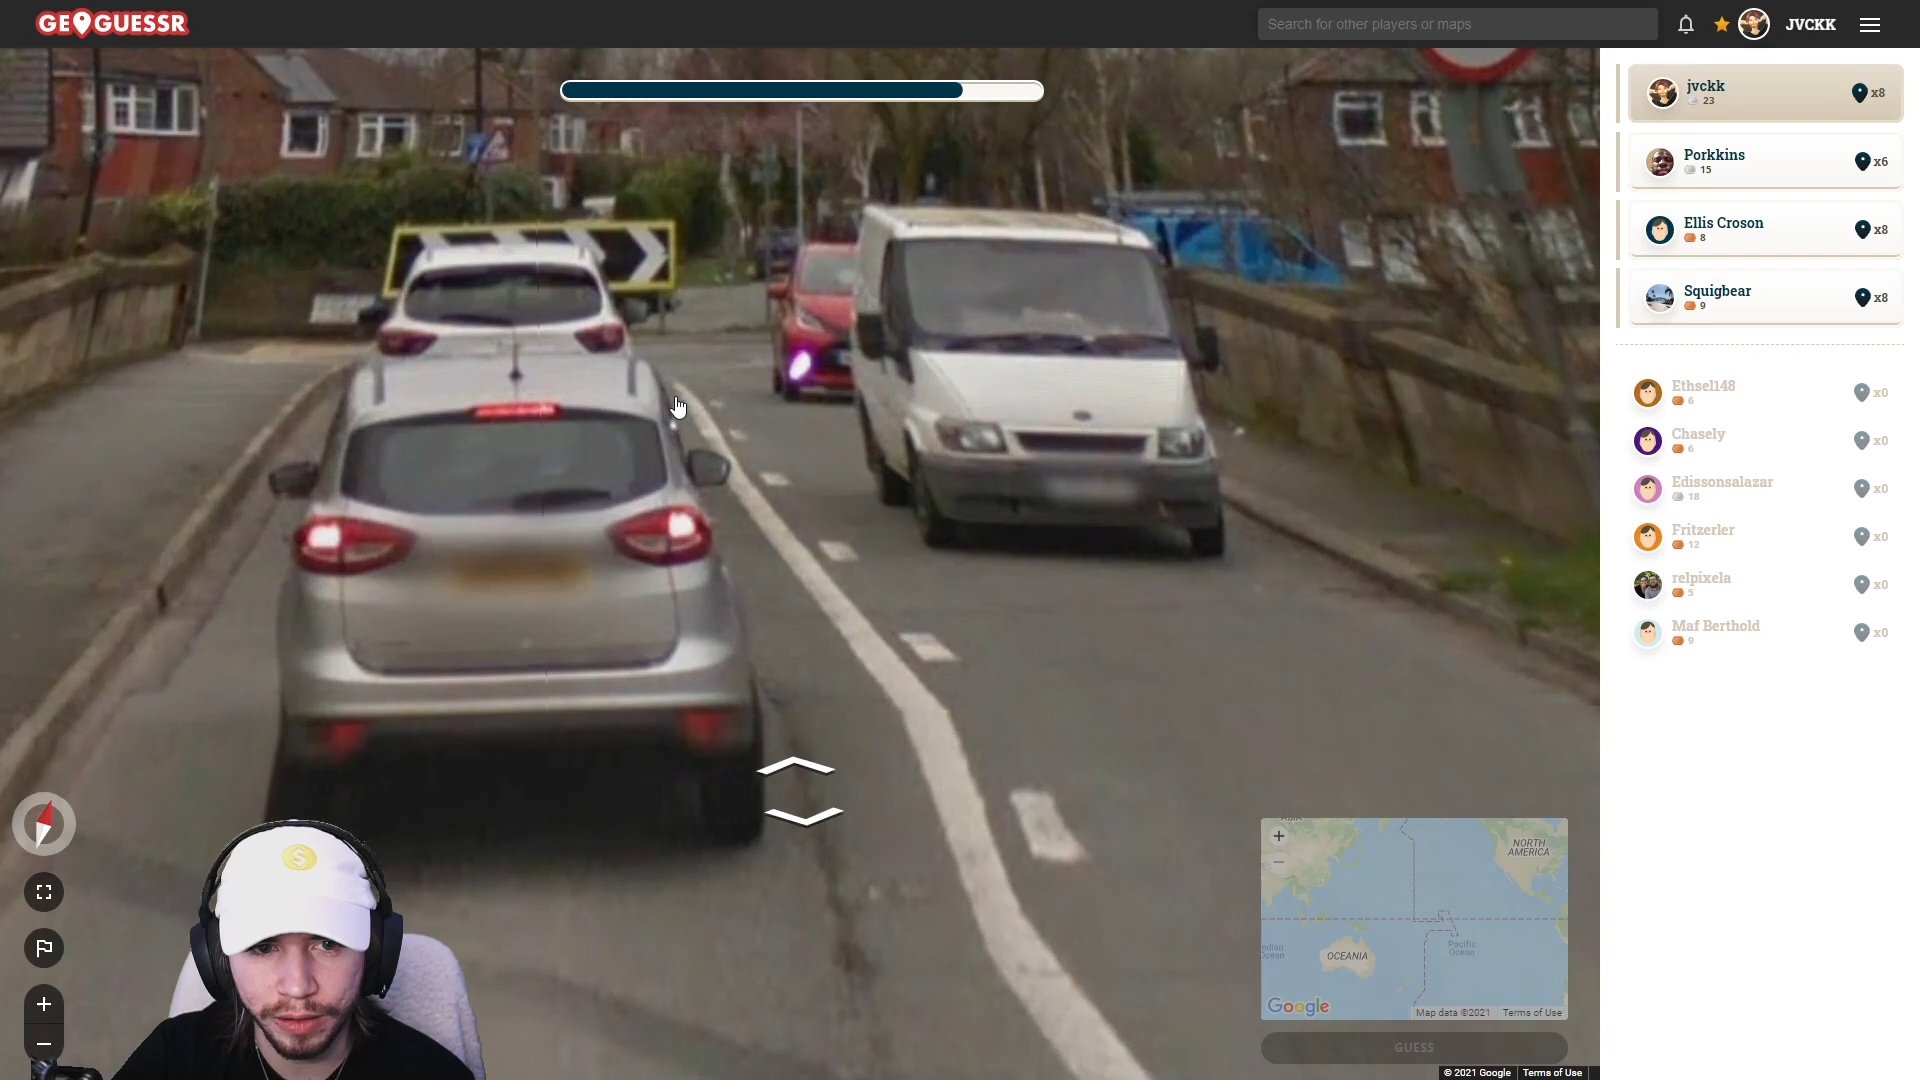 GEOGUESSR
Search for other players or maps
JVCKK
jvckk
23
x8
Porkkins
15
x6
Ellis Croson
8
x8
Squigbear
9
x8
Ethsel148
6
x0
Chasely
6
x0
Edissonsalazar
18
x0
Fritzerler
12
x0
relpixela
5
x0
Maf Berthold
9
x0
ASIA
NORTH
AMERICA
Indian
Ocean
OCEANIA
Pacific
Ocean
Google
Map data ©2021
Terms of Use
GUESS
© 2021 Google
Terms of Use